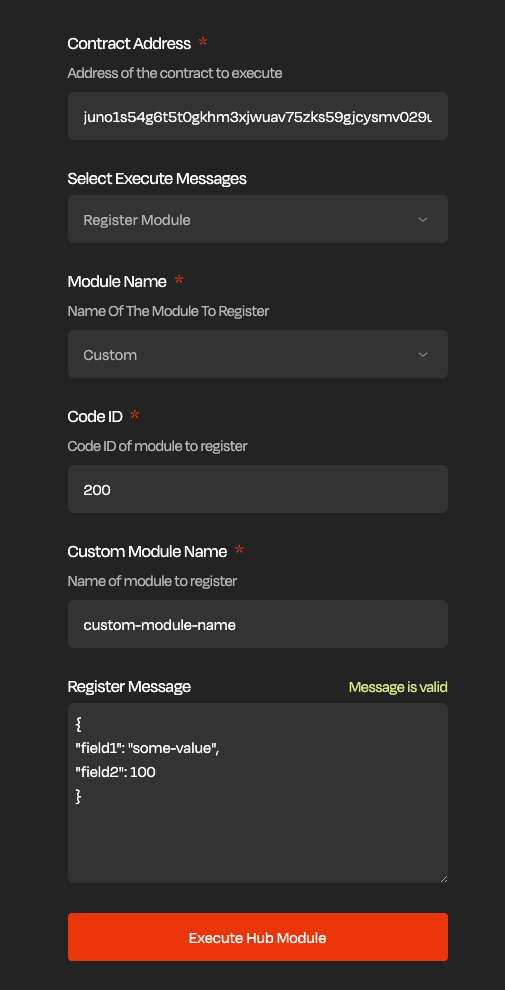 Contract Address *
Address of the contract to execute
juno1s54g6t5t0gkhm3xjwuav75zks59gjcysmv029u
Select Execute Messages
Register Module
Module Name *
Name Of The Module To Register
Custom
Code ID *
Code ID of module to register
200
Custom Module Name *
Name of module to register
custom-module-name
Register Message Message is valid
{
"field1": "some-value",
"field2": 100
}
Execute Hub Module